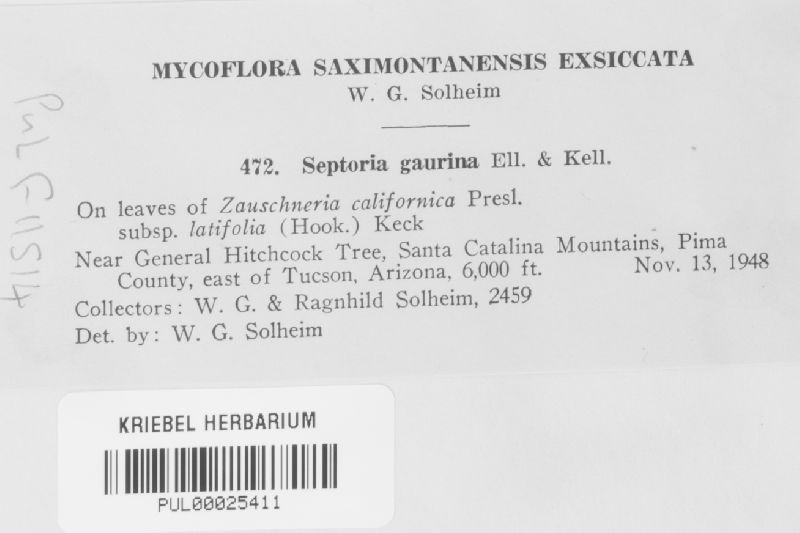 MYCOFLORA SAXIMONTANENSIS EXSICCATA
W. G. Solheim
472. Septoria gaurina Ell. & Kell.
On leaves of Zauschneria californica Presl.
subsp. latifolia (Hook.) Keck
Near General Hitchcock Tree, Santa Catalina Mountains, Pima
County, east of Tucson, Arizona, 6,000 ft. Nov. 13, 1948
Collectors: W. G. & Ragnhild Solheim, 2459
Det. by: W. G. Solheim
KRIEBEL HERBARIUM
PUL00025411